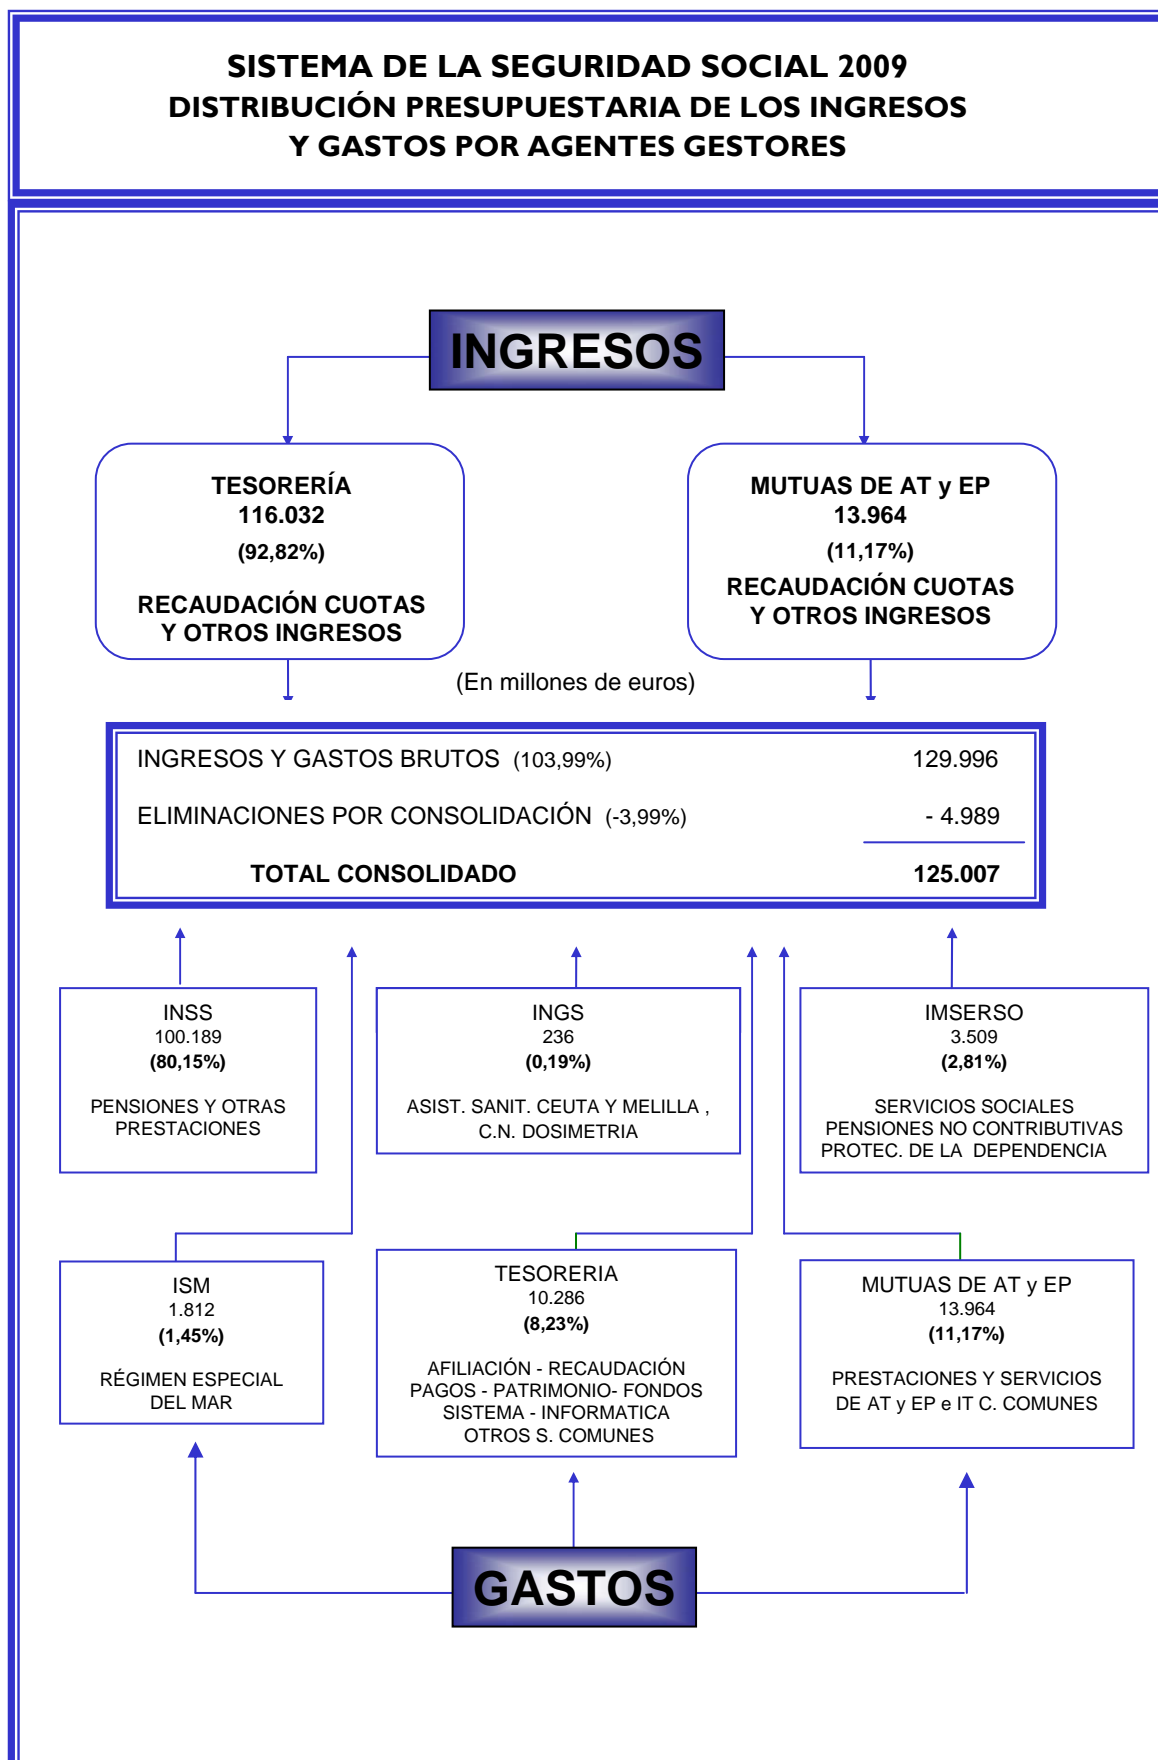 SISTEMA DE LA SEGURIDAD SOCIAL 2009
DISTRIBUCIÓN PRESUPUESTARIA DE LOS INGRESOS
Y GASTOS POR AGENTES GESTORES
INGRESOS
TESORERÍA
116.032
(92,82%)
RECAUDACIÓN CUOTAS
Y OTROS INGRESOS
MUTUAS DE AT y EP
13.964
(11,17%)
RECAUDACIÓN CUOTAS
Y OTROS INGRESOS
(En millones de euros)
INGRESOS Y GASTOS BRUTOS (103,99%) 129.996
ELIMINACIONES POR CONSOLIDACIÓN (-3,99%) - 4.989
TOTAL CONSOLIDADO 125.007
INSS
100.189
(80,15%)
PENSIONES Y OTRAS
PRESTACIONES
INGS
236
(0,19%)
ASIST. SANIT. CEUTA Y MELILLA ,
C.N. DOSIMETRIA
IMSERSO
3.509
(2,81%)
SERVICIOS SOCIALES
PENSIONES NO CONTRIBUTIVAS
PROTEC. DE LA DEPENDENCIA
ISM
1.812
(1,45%)
RÉGIMEN ESPECIAL
DEL MAR
TESORERIA
10.286
(8,23%)
AFILIACIÓN - RECAUDACIÓN
PAGOS - PATRIMONIO- FONDOS
SISTEMA - INFORMATICA
OTROS S. COMUNES
MUTUAS DE AT y EP
13.964
(11,17%)
PRESTACIONES Y SERVICIOS
DE AT y EP e IT C. COMUNES
GASTOS